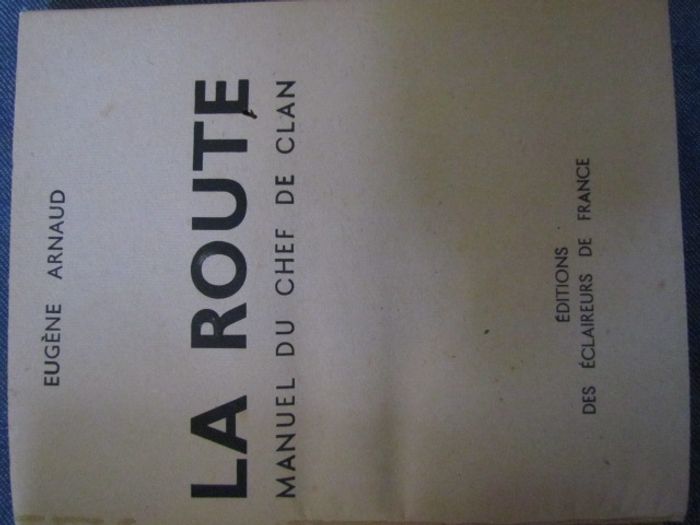 EUGÈNE ARNAUD
LA ROUTE
MANUEL DU CHEF DE CLAN
ÉDITIONS
DES ÉCLAIREURS DE FRANCE